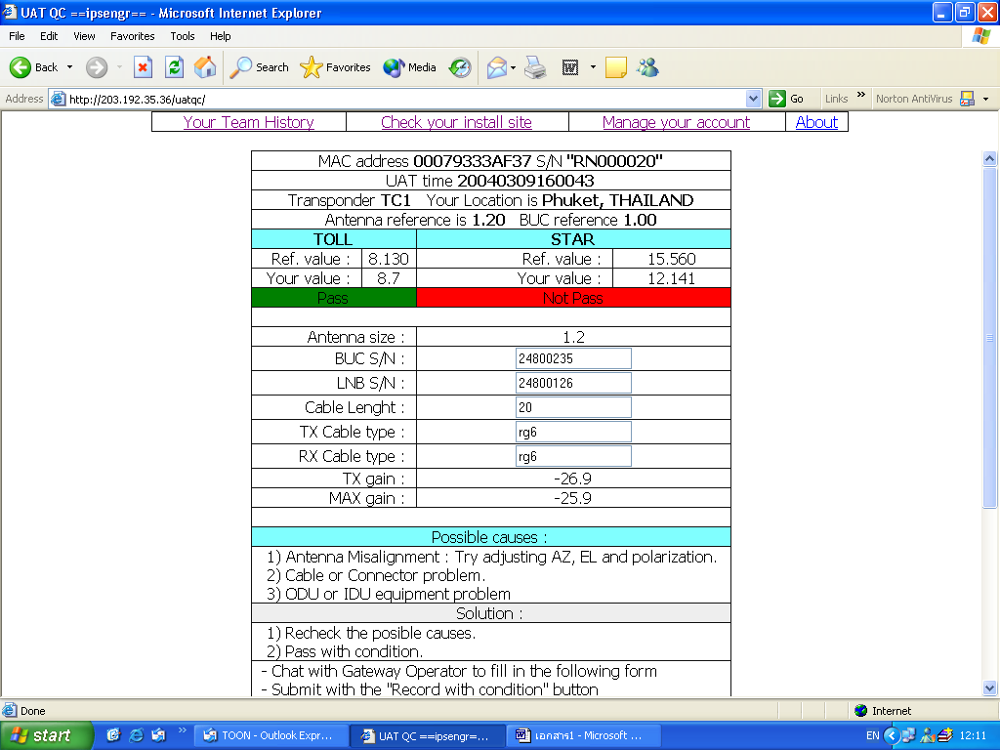 UAT QC ==ipsengr== - Microsoft Internet Explorer
File Edit View Favorites Tools Help
Back Search Favorites Media
Address http://203.192.35.36/uatqc/ Go Links » Norton AntiVirus
Your Team History Check your install site Manage your account About
MAC address 00079333AF37 S/N "RN000020"
UAT time 20040309160043
Transponder TC1 Your Location is Phuket, THAILAND
Antenna reference is 1.20 BUC reference 1.00
TOLL STAR
Ref. value : 8.130 Ref. value : 15.560
Your value : 8.7 Your value : 12.141
Pass Not Pass
Antenna size : 1.2
BUC S/N : 24800235
LNB S/N : 24800126
Cable Lenght : 20
TX Cable type : rg6
RX Cable type : rg6
TX gain : -26.9
MAX gain : -25.9
Possible causes :
1) Antenna Misalignment : Try adjusting AZ, EL and polarization.
2) Cable or Connector problem.
3) ODU or IDU equipment problem
Solution :
1) Recheck the posible causes.
2) Pass with condition.
- Chat with Gateway Operator to fill in the following form
- Submit with the "Record with condition" button
Done Internet
start » TOON - Outlook Expr... UAT QC ==ipsengr=... เอกสาร1 - Microsoft ... EN 12:11